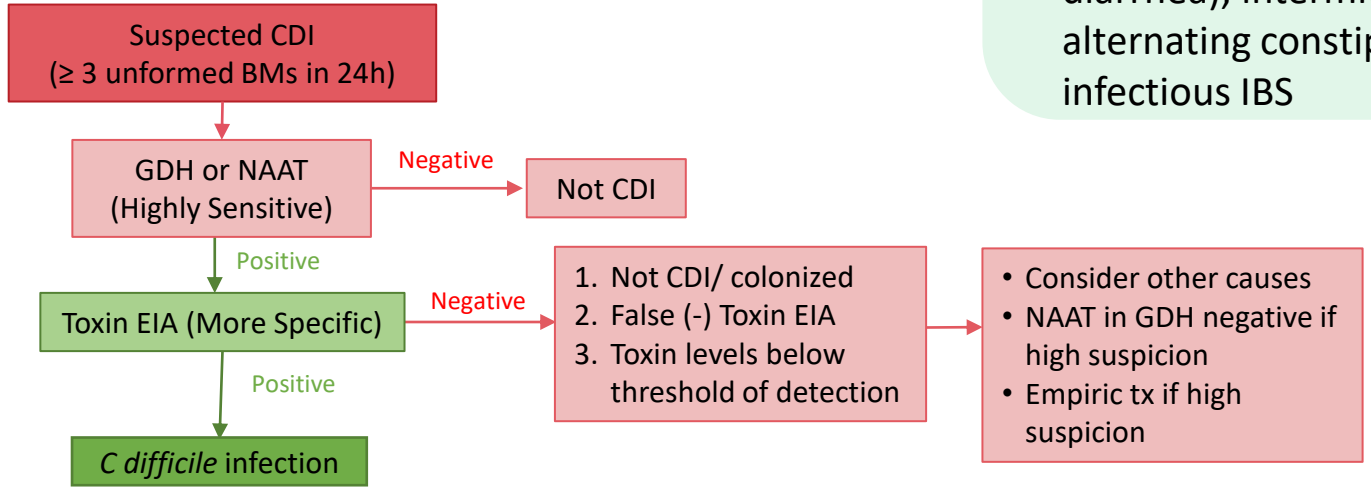 Suspected CDI
(≥ 3 unformed BMs in 24h)
alternating
infectious IBS
GDH or NAAT
(Highly Sensitive)
Negative
Not CDI
Positive
Toxin EIA (More Specific)
Negative
1. Not CDI/ colonized
2. False (-) Toxin EIA
3. Toxin levels below
threshold of detection
• Consider other causes
• NAAT in GDH negative if
high suspicion
• Empiric tx if high
suspicion
Positive
C difficile infection